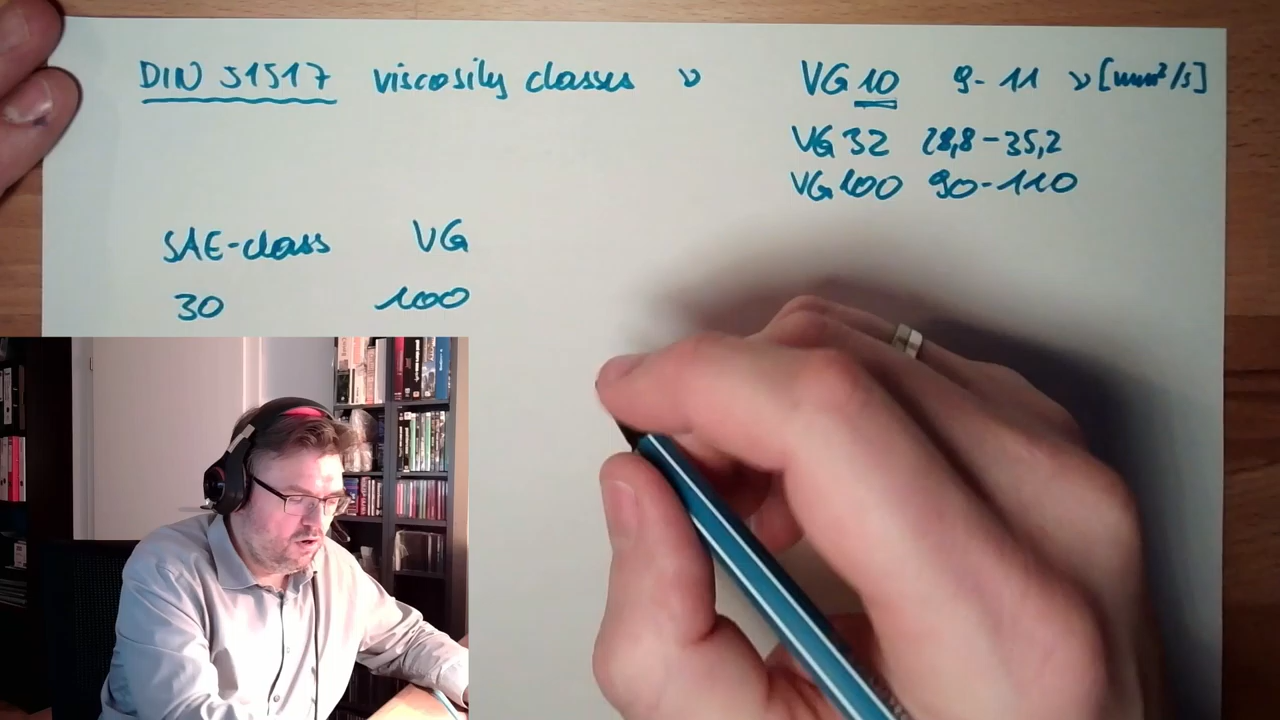 DIN 51517 viscosity classes ν VG 10 9-11 ν [mm²/s]
VG 32 28,8-35,2
VG 100 90-110
SAE-class VG
30 100